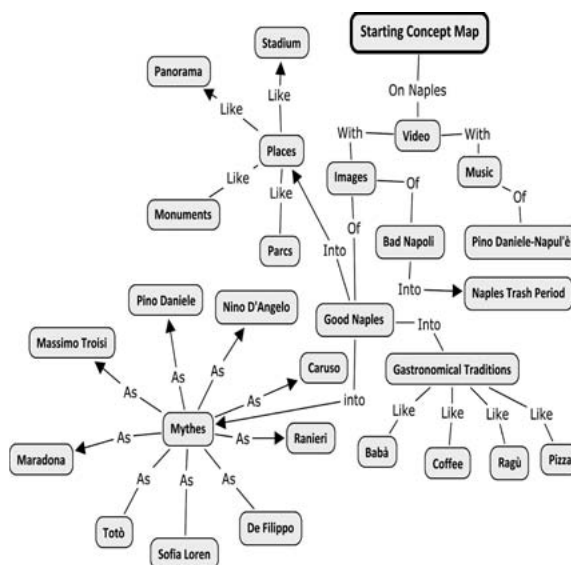 Starting Concept Map
Stadium
Panorama
Like
Like
On Naples
Video
With
With
Places
Images
Music
Like
Like
Of
Of
Of
Monuments
Parcs
Into
Bad Napoli
Pino Daniele-Napul'è
Into
Naples Trash Period
Pino Daniele
Nino D'Angelo
Good Naples
Into
Massimo Troisi
Caruso
Gastronomical Traditions
As
As
As
As
into
Mythes
Like
Like
Like
Like
Maradona
As
As
Ranieri
Babà
Coffee
Ragù
Pizza
As
As
As
Totò
Sofia Loren
De Filippo